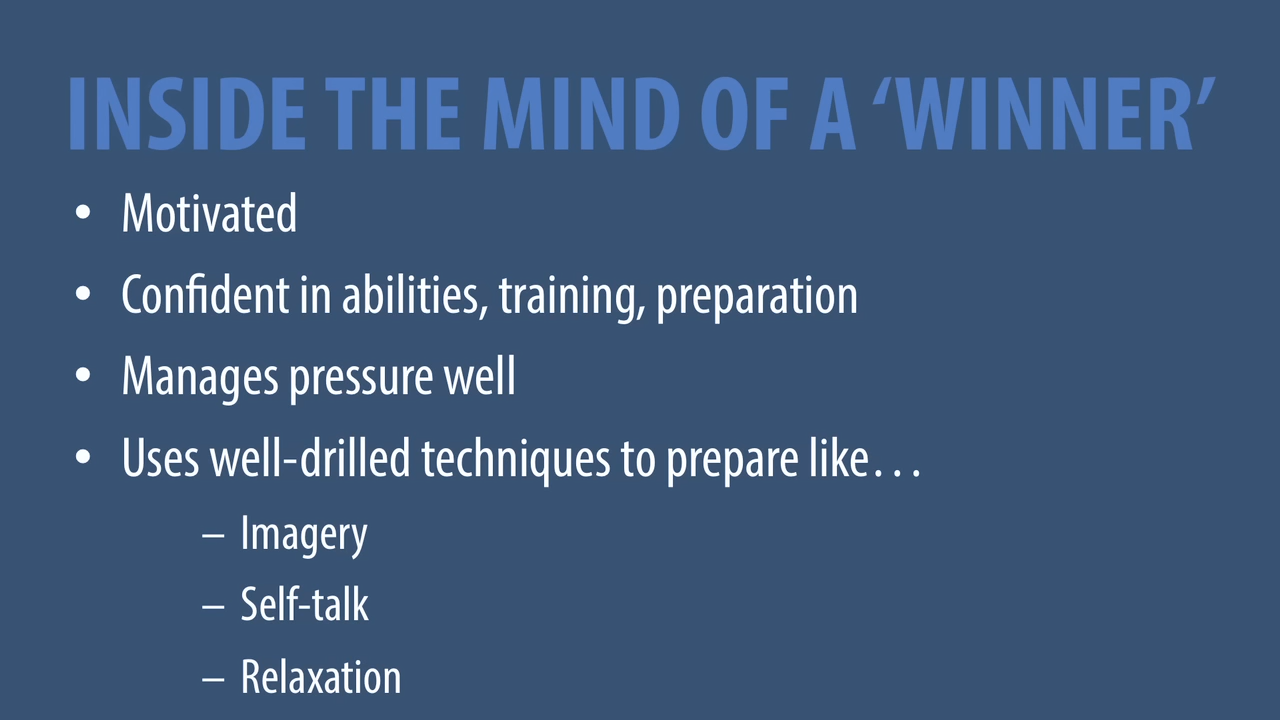 INSIDE THE MIND OF A ‘WINNER’
• Motivated
• Confident in abilities, training, preparation
• Manages pressure well
• Uses well-drilled techniques to prepare like…
– Imagery
– Self-talk
– Relaxation